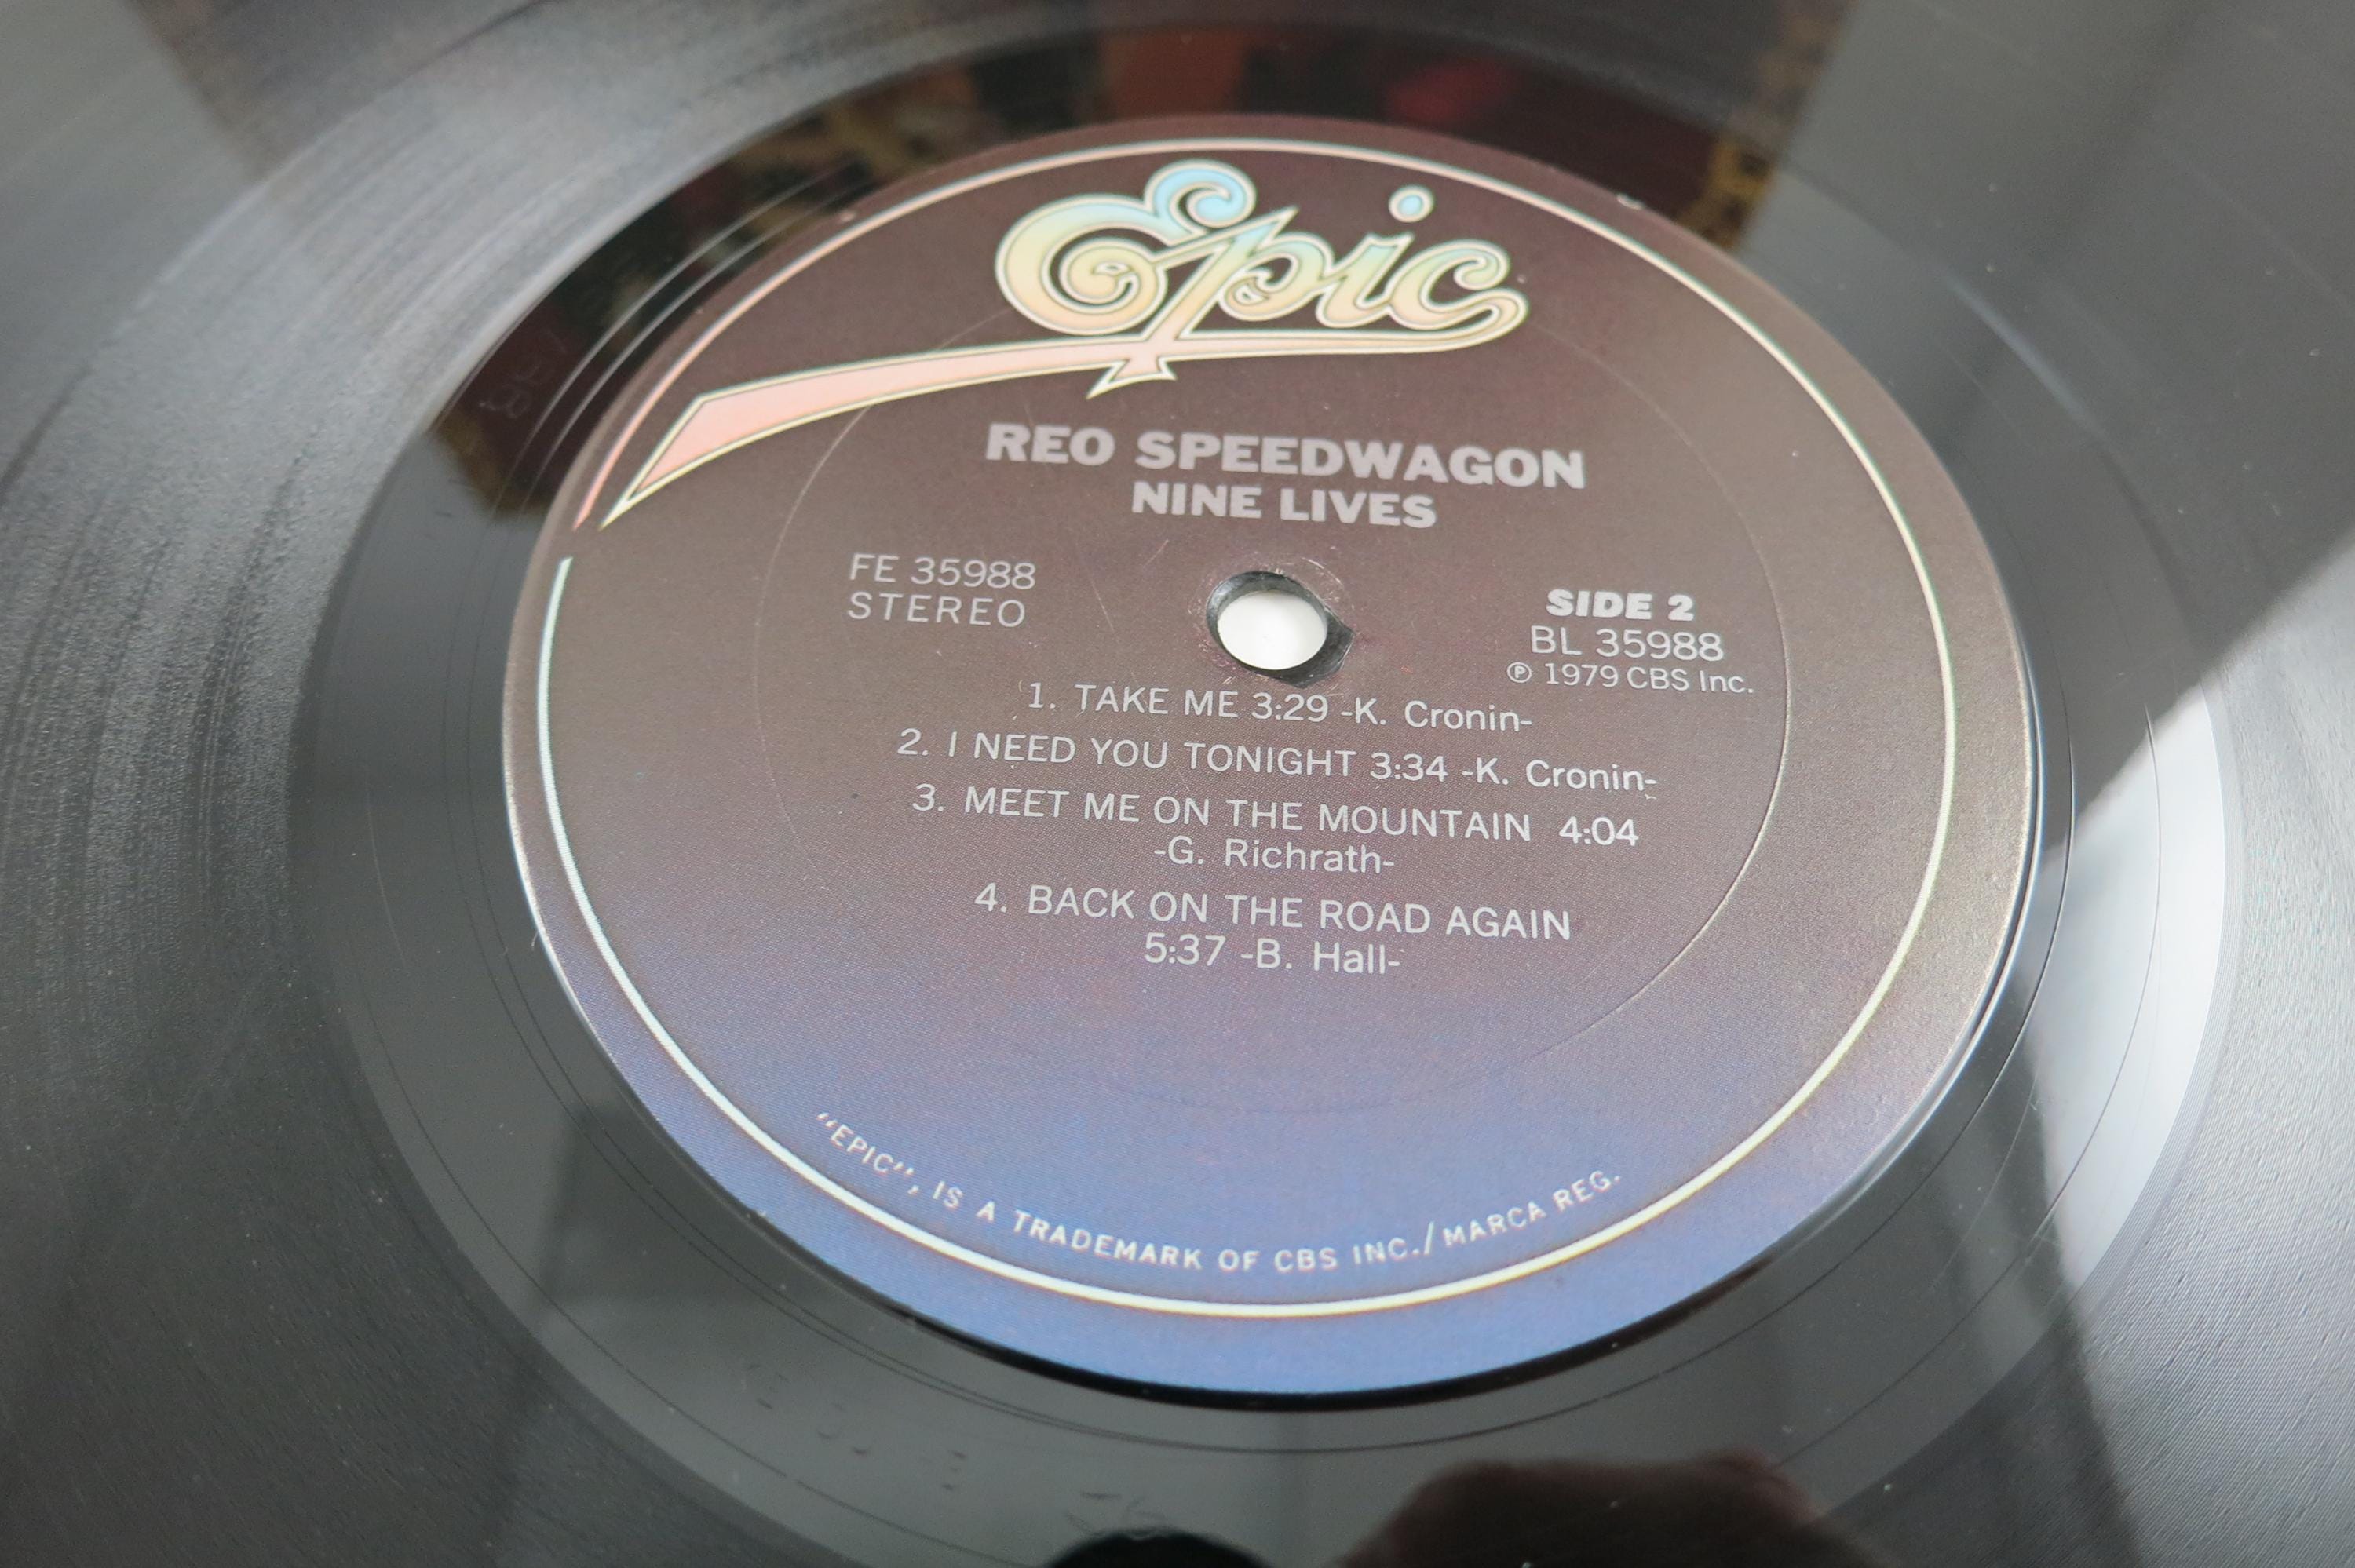 Epic
REO SPEEDWAGON
NINE LIVES
FE 35988
STEREO
SIDE 2
BL 35988
℗ 1979 CBS Inc.
1. TAKE ME 3:29 -K. Cronin-
2. I NEED YOU TONIGHT 3:34 -K. Cronin-
3. MEET ME ON THE MOUNTAIN 4:04
-G. Richrath-
4. BACK ON THE ROAD AGAIN
5:37 -B. Hall-
"EPIC", IS A TRADEMARK OF CBS INC./MARCA REG.